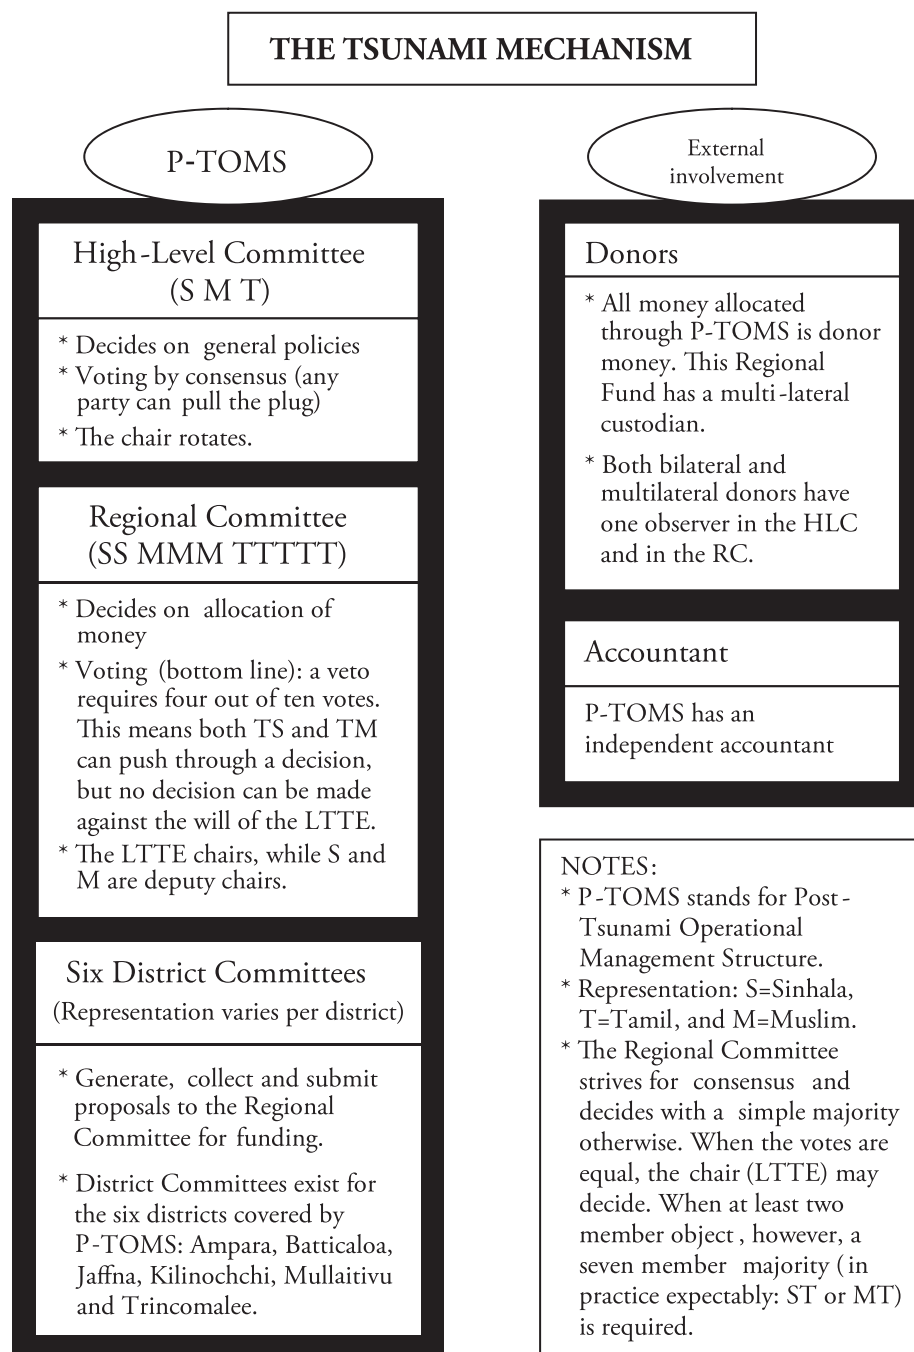 THE TSUNAMI MECHANISM
P-TOMS
High-Level Committee
(S M T)
* Decides on general policies
* Voting by consensus (any
party can pull the plug)
* The chair rotates.
Regional Committee
(SS MMM TTTTT)
* Decides on allocation of
money
* Voting (bottom line): a veto
requires four out of ten votes.
This means both TS and TM
can push through a decision,
but no decision can be made
against the will of the LTTE.
* The LTTE chairs, while S and
M are deputy chairs.
Six District Committees
(Representation varies per district)
* Generate, collect and submit
proposals to the Regional
Committee for funding.
* District Committees exist for
the six districts covered by
P-TOMS: Ampara, Batticaloa,
Jaffna, Kilinochchi, Mullaitivu
and Trincomalee.
External
involvement
Donors
* All money allocated
through P-TOMS is donor
money. This Regional
Fund has a multi-lateral
custodian.
* Both bilateral and
multilateral donors have
one observer in the HLC
and in the RC.
Accountant
P-TOMS has an
independent accountant
NOTES:
* P-TOMS stands for Post-
Tsunami Operational
Management Structure.
* Representation: S=Sinhala,
T=Tamil, and M=Muslim.
* The Regional Committee
strives for consensus and
decides with a simple majority
otherwise. When the votes are
equal, the chair (LTTE) may
decide. When at least two
member object, however, a
seven member majority (in
practice expectably: ST or MT)
is required.